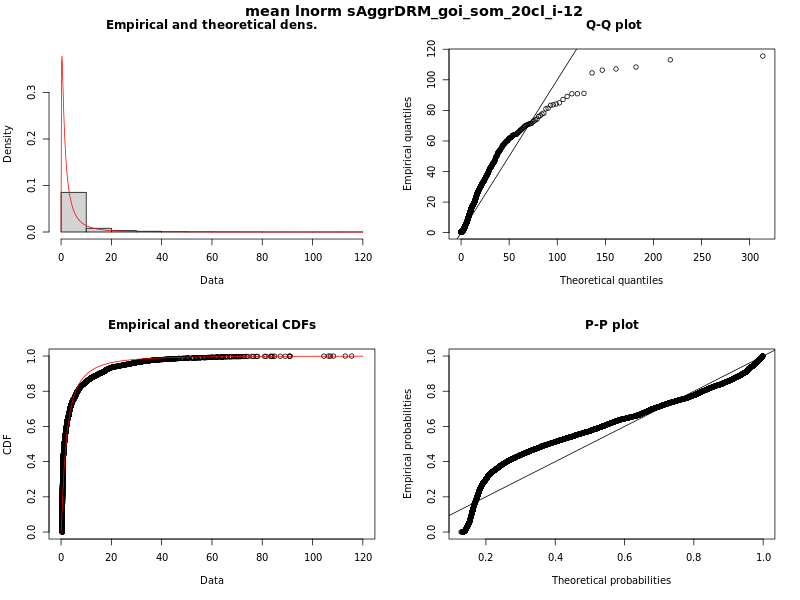 mean lnorm sAggrDRM_goi_som_20cl_i-12
Empirical and theoretical dens.
Density
0.0 0.1 0.2 0.3
0 20 40 60 80 100 120
Data
Q-Q plot
Empirical quantiles
0 20 40 60 80 100 120
0 50 100 150 200 250 300
Theoretical quantiles
Empirical and theoretical CDFs
CDF
0.0 0.2 0.4 0.6 0.8 1.0
0 20 40 60 80 100 120
Data
P-P plot
Empirical probabilities
0.0 0.2 0.4 0.6 0.8 1.0
0.2 0.4 0.6 0.8 1.0
Theoretical probabilities